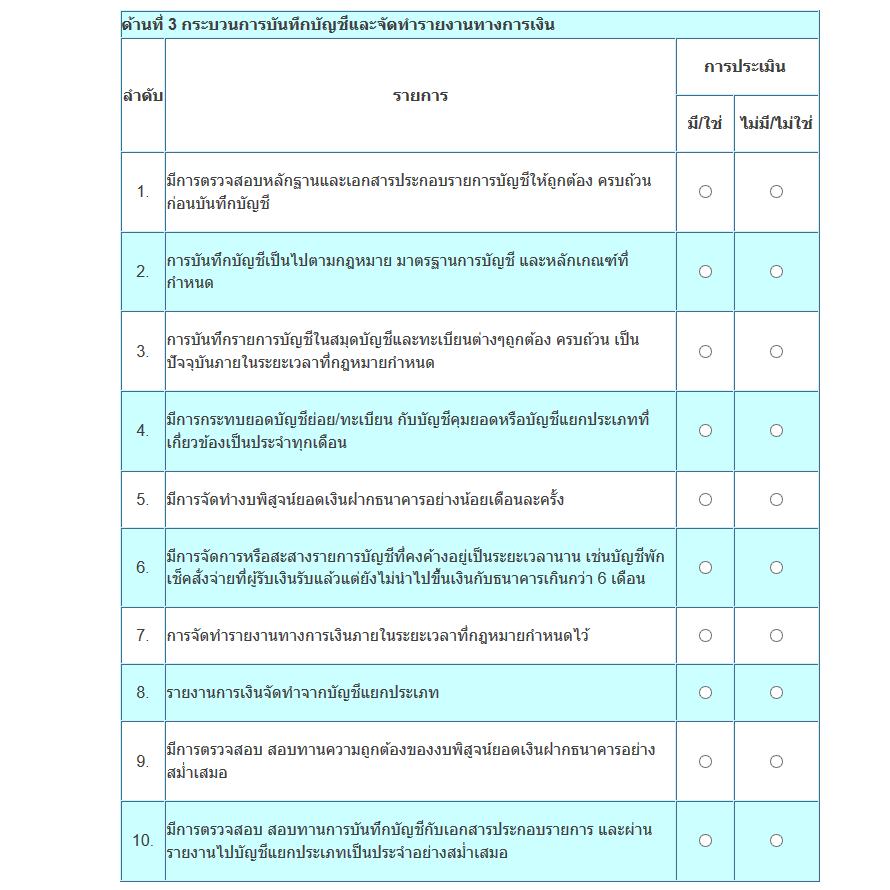 ด้านที่ 3 กระบวนการบันทึกบัญชีและจัดทำรายงานทางการเงิน
ลำดับ รายการ การประเมิน
มี/ใช่ ไม่มี/ไม่ใช่
1. มีการตรวจสอบหลักฐานและเอกสารประกอบรายการบัญชีให้ถูกต้อง ครบถ้วน
ก่อนบันทึกบัญชี
2. การบันทึกบัญชีเป็นไปตามกฎหมาย มาตรฐานการบัญชี และหลักเกณฑ์ที่
กำหนด
3. การบันทึกรายการบัญชีในสมุดบัญชีและทะเบียนต่างๆถูกต้อง ครบถ้วน เป็น
ปัจจุบันภายในระยะเวลาที่กฎหมายกำหนด
4. มีการกระทบยอดบัญชีย่อย/ทะเบียน กับบัญชีคุมยอดหรือบัญชีแยกประเภทที่
เกี่ยวข้องเป็นประจำทุกเดือน
5. มีการจัดทำงบพิสูจน์ยอดเงินฝากธนาคารอย่างน้อยเดือนละครั้ง
6. มีการจัดการหรือสะสางรายการบัญชีที่คงค้างอยู่เป็นระยะเวลานาน เช่นบัญชีพัก
เช็คสั่งจ่ายที่ผู้รับเงินรับแล้วแต่ยังไม่นำไปขึ้นเงินกับธนาคารเกินกว่า 6 เดือน
7. การจัดทำรายงานทางการเงินภายในระยะเวลาที่กฎหมายกำหนดไว้
8. รายงานการเงินจัดทำจากบัญชีแยกประเภท
9. มีการตรวจสอบ สอบทานความถูกต้องของงบพิสูจน์ยอดเงินฝากธนาคารอย่าง
สม่ำเสมอ
10. มีการตรวจสอบ สอบทานการบันทึกบัญชีกับเอกสารประกอบรายการ และผ่าน
รายงานไปบัญชีแยกประเภทเป็นประจำอย่างสม่ำเสมอ